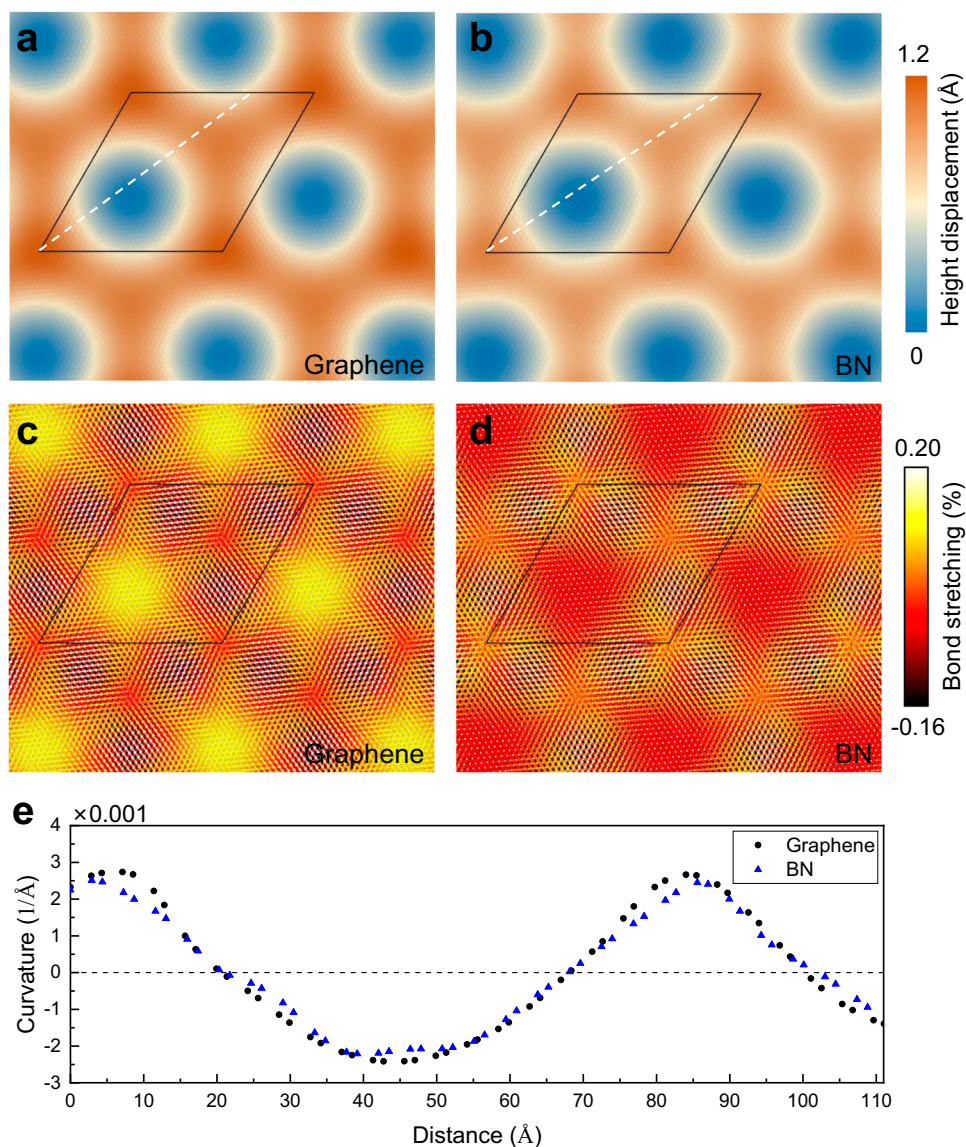 a
b
1.2
Height displacement (Å)
0
Graphene
BN
c
d
0.20
Bond stretching (%)
-0.16
Graphene
BN
e
×0.001
4
3
2
1
0
-1
-2
-3
Curvature (1/Å)
Graphene
BN
0 10 20 30 40 50 60 70 80 90 100 110
Distance (Å)